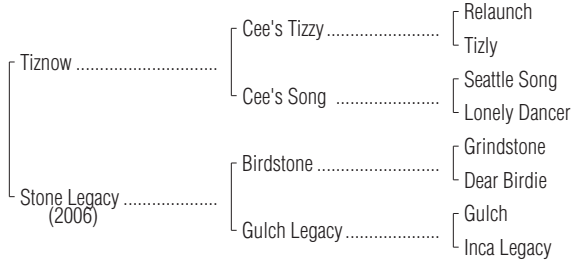 Relaunch
Cee's Tizzy ........................
Tizly
Tiznow ..............................
Seattle Song
Cee's Song ......................
Lonely Dancer
Grindstone
Birdstone ..........................
Dear Birdie
Stone Legacy ....................
(2006)
Gulch
Gulch Legacy ....................
Inca Legacy